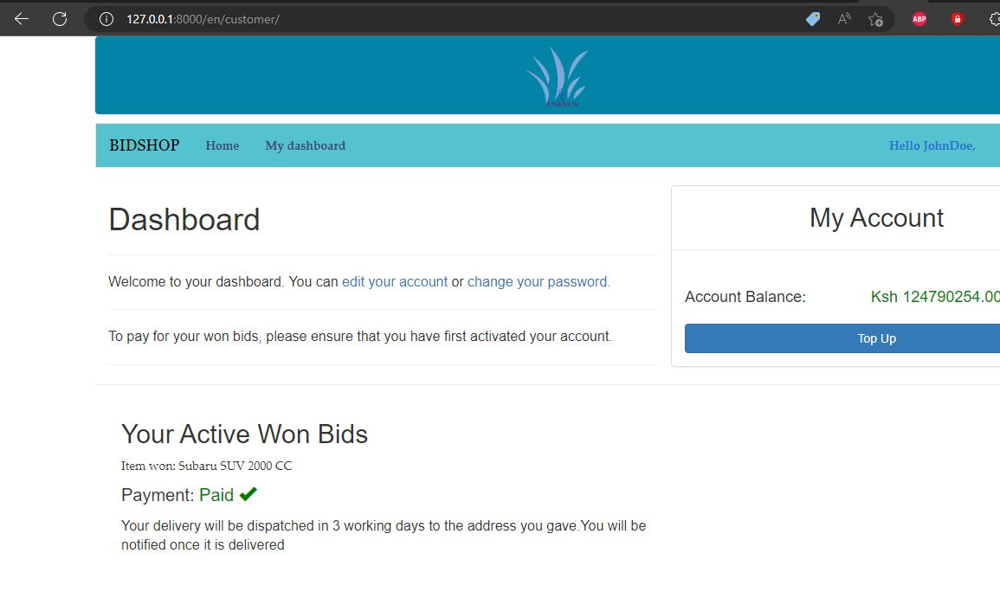 127.0.0.1:8000/en/customer/
ABP
BIDSHOP Home My dashboard Hello JohnDoe,
Dashboard
Welcome to your dashboard. You can edit your account or change your password.
To pay for your won bids, please ensure that you have first activated your account.
My Account
Account Balance: Ksh 124790254.00
Top Up
Your Active Won Bids
Item won: Subaru SUV 2000 CC
Payment: Paid
Your delivery will be dispatched in 3 working days to the address you gave.You will be
notified once it is delivered